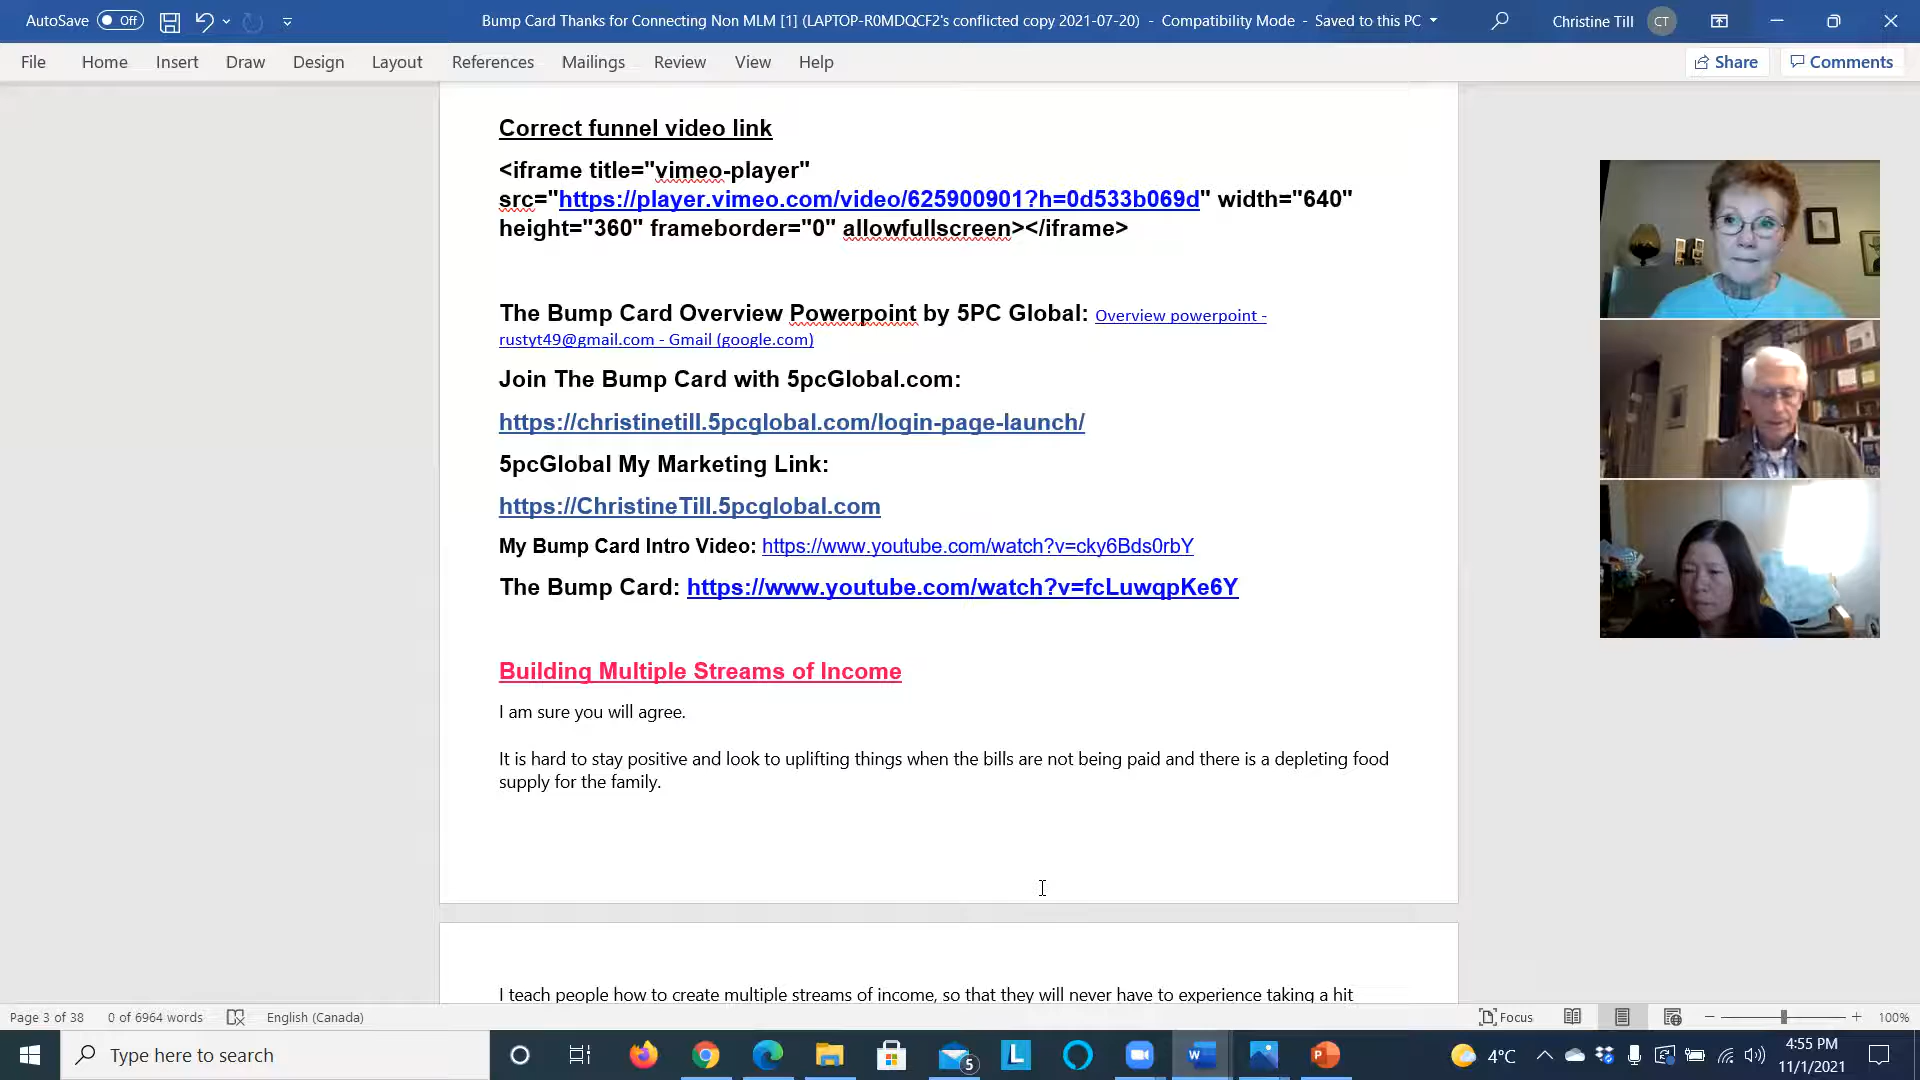 AutoSave Off
Bump Card Thanks for Connecting Non MLM [1] (LAPTOP-R0MDQCF2's conflicted copy 2021-07-20) - Compatibility Mode - Saved to this PC
Christine Till CT
File Home Insert Draw Design Layout References Mailings Review View Help Share Comments
Correct funnel video link
<iframe title="vimeo-player"
src="https://player.vimeo.com/video/625900901?h=0d533b069d" width="640"
height="360" frameborder="0" allowfullscreen></iframe>
The Bump Card Overview Powerpoint by 5PC Global: Overview powerpoint -
rustyt49@gmail.com - Gmail (google.com)
Join The Bump Card with 5pcGlobal.com:
https://christinetill.5pcglobal.com/login-page-launch/
5pcGlobal My Marketing Link:
https://ChristineTill.5pcglobal.com
My Bump Card Intro Video: https://www.youtube.com/watch?v=cky6Bds0rbY
The Bump Card: https://www.youtube.com/watch?v=fcLuwqpKe6Y
Building Multiple Streams of Income
I am sure you will agree.
It is hard to stay positive and look to uplifting things when the bills are not being paid and there is a depleting food
supply for the family.
I teach people how to create multiple streams of income, so that they will never have to experience taking a hit
Page 3 of 38 0 of 6964 words English (Canada) Focus 100%
Type here to search
5
L
W
P
4°C
4:55 PM
11/1/2021